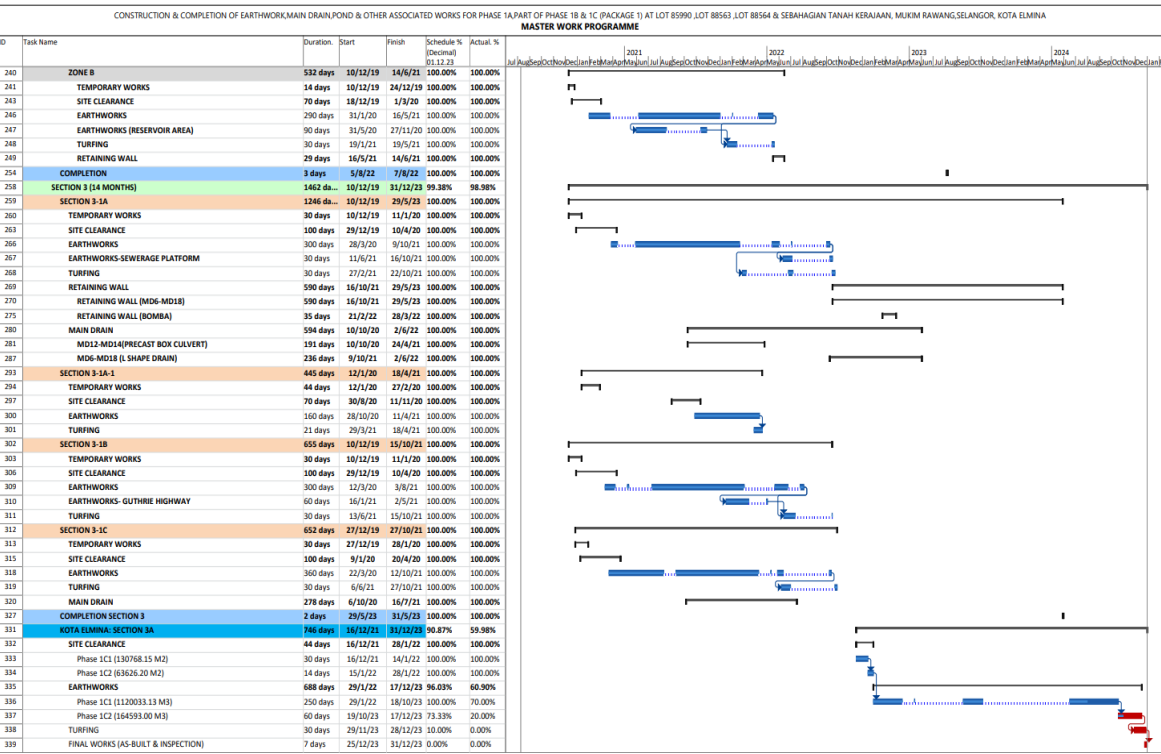 CONSTRUCTION & COMPLETION OF EARTHWORK,MAIN DRAIN,POND & OTHER ASSOCIATED WORKS FOR PHASE 1A,PART OF PHASE 1B & 1C (PACKAGE 1) AT LOT 85990 ,LOT 88563 ,LOT 88564 & SEBAHAGIAN TANAH KERAJAAN, MUKIM RAWANG,SELANGOR, KOTA ELMINA
MASTER WORK PROGRAMME
ID Task Name Duration. Start Finish Schedule % (Decimal) 01.12.23 Actual. %
2021 2022 2023 2024
240 ZONE B 532 days 10/12/19 14/6/21 100.00% 100.00%
241 TEMPORARY WORKS 14 days 10/12/19 24/12/19 100.00% 100.00%
243 SITE CLEARANCE 70 days 18/12/19 1/3/20 100.00% 100.00%
246 EARTHWORKS 290 days 31/1/20 16/5/21 100.00% 100.00%
247 EARTHWORKS (RESERVOIR AREA) 90 days 31/5/20 27/11/20 100.00% 100.00%
248 TURFING 30 days 19/1/21 19/5/21 100.00% 100.00%
249 RETAINING WALL 29 days 16/5/21 14/6/21 100.00% 100.00%
254 COMPLETION 3 days 5/8/22 7/8/22 100.00% 100.00%
258 SECTION 3 (14 MONTHS) 1462 da... 10/12/19 31/12/23 99.38% 98.98%
259 SECTION 3-1A 1246 da... 10/12/19 29/5/23 100.00% 100.00%
260 TEMPORARY WORKS 30 days 10/12/19 11/1/20 100.00% 100.00%
263 SITE CLEARANCE 100 days 29/12/19 10/4/20 100.00% 100.00%
266 EARTHWORKS 300 days 28/3/20 9/10/21 100.00% 100.00%
267 EARTHWORKS-SEWERAGE PLATFORM 30 days 11/6/21 16/10/21 100.00% 100.00%
268 TURFING 30 days 27/2/21 22/10/21 100.00% 100.00%
269 RETAINING WALL 590 days 16/10/21 29/5/23 100.00% 100.00%
270 RETAINING WALL (MD6-MD18) 590 days 16/10/21 29/5/23 100.00% 100.00%
275 RETAINING WALL (BOMBA) 35 days 21/2/22 28/3/22 100.00% 100.00%
280 MAIN DRAIN 594 days 10/10/20 2/6/22 100.00% 100.00%
281 MD12-MD14(PRECAST BOX CULVERT) 191 days 10/10/20 24/4/21 100.00% 100.00%
287 MD6-MD18 (L SHAPE DRAIN) 236 days 9/10/21 2/6/22 100.00% 100.00%
293 SECTION 3-1A-1 445 days 12/1/20 18/4/21 100.00% 100.00%
294 TEMPORARY WORKS 44 days 12/1/20 27/2/20 100.00% 100.00%
297 SITE CLEARANCE 70 days 30/8/20 11/11/20 100.00% 100.00%
300 EARTHWORKS 160 days 28/10/20 11/4/21 100.00% 100.00%
301 TURFING 21 days 29/3/21 18/4/21 100.00% 100.00%
302 SECTION 3-1B 655 days 10/12/19 15/10/21 100.00% 100.00%
303 TEMPORARY WORKS 30 days 10/12/19 11/1/20 100.00% 100.00%
306 SITE CLEARANCE 100 days 29/12/19 10/4/20 100.00% 100.00%
309 EARTHWORKS 300 days 12/3/20 3/8/21 100.00% 100.00%
310 EARTHWORKS- GUTHRIE HIGHWAY 60 days 16/1/21 2/5/21 100.00% 100.00%
311 TURFING 30 days 13/6/21 15/10/21 100.00% 100.00%
312 SECTION 3-1C 652 days 27/12/19 27/10/21 100.00% 100.00%
313 TEMPORARY WORKS 30 days 27/12/19 28/1/20 100.00% 100.00%
315 SITE CLEARANCE 100 days 9/1/20 20/4/20 100.00% 100.00%
318 EARTHWORKS 360 days 22/3/20 12/10/21 100.00% 100.00%
319 TURFING 30 days 6/6/21 27/10/21 100.00% 100.00%
320 MAIN DRAIN 278 days 6/10/20 16/7/21 100.00% 100.00%
327 COMPLETION SECTION 3 2 days 29/5/23 31/5/23 100.00% 100.00%
331 KOTA ELMINA: SECTION 3A 746 days 16/12/21 31/12/23 90.87% 59.98%
332 SITE CLEARANCE 44 days 16/12/21 28/1/22 100.00% 100.00%
333 Phase 1C1 (130768.15 M2) 30 days 16/12/21 14/1/22 100.00% 100.00%
334 Phase 1C2 (63626.20 M2) 14 days 15/1/22 28/1/22 100.00% 100.00%
335 EARTHWORKS 688 days 29/1/22 17/12/23 96.03% 60.90%
336 Phase 1C1 (1120033.13 M3) 250 days 29/1/22 18/10/23 100.00% 70.00%
337 Phase 1C2 (164593.00 M3) 60 days 19/10/23 17/12/23 73.33% 20.00%
338 TURFING 30 days 29/11/23 28/12/23 10.00% 0.00%
339 FINAL WORKS (AS-BUILT & INSPECTION) 7 days 25/12/23 31/12/23 0.00% 0.00%